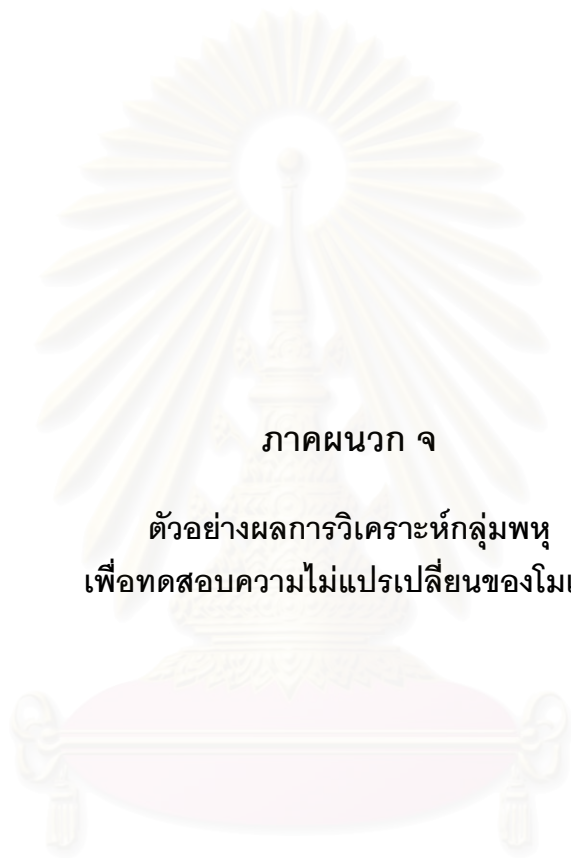 ภาคผนวก จ
ตัวอย่างผลการวิเคราะห์กลุ่มพหุ
เพื่อทดสอบความไม่แปรเปลี่ยนของ